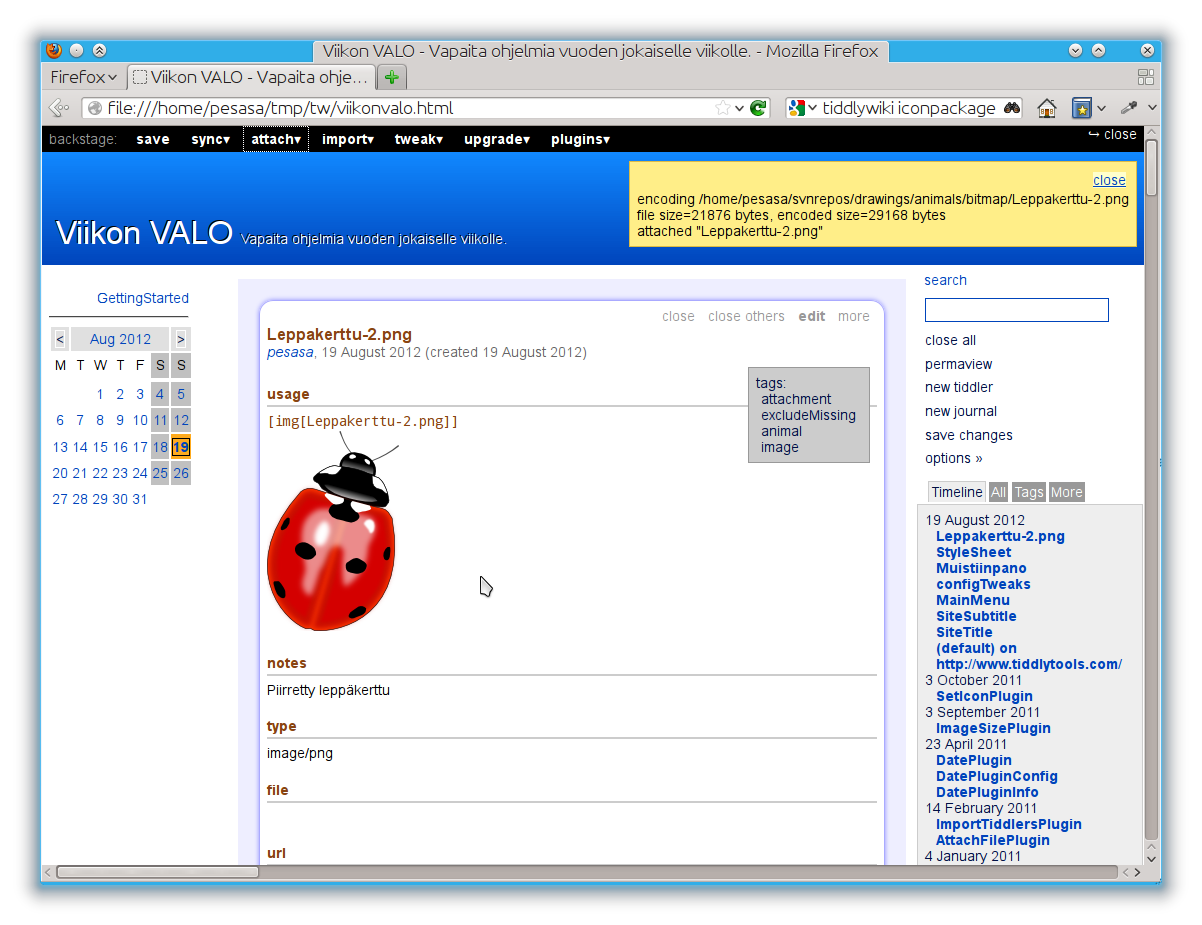 Viikon VALO - Vapaita ohjelmia vuoden jokaiselle viikolle. - Mozilla Firefox
Firefox
Viikon VALO - Vapaita ohje...
file:///home/pesasa/tmp/tw/viikonvalo.html
tiddlywiki iconpackage
backstage: save sync▾ attach▾ import▾ tweak▾ upgrade▾ plugins▾ ↪ close
close
encoding /home/pesasa/svnrepos/drawings/animals/bitmap/Leppakerttu-2.png
file size=21876 bytes, encoded size=29168 bytes
attached "Leppakerttu-2.png"
Viikon VALO Vapaita ohjelmia vuoden jokaiselle viikolle.
GettingStarted
< Aug 2012 >
M T W T F S S
1 2 3 4 5
6 7 8 9 10 11 12
13 14 15 16 17 18 19
20 21 22 23 24 25 26
27 28 29 30 31
close close others edit more
Leppakerttu-2.png
pesasa, 19 August 2012 (created 19 August 2012)
tags:
attachment
excludeMissing
animal
image
usage
[img[Leppakerttu-2.png]]
notes
Piirretty leppäkerttu
type
image/png
file
url
search
close all
permaview
new tiddler
new journal
save changes
options »
Timeline All Tags More
19 August 2012
Leppakerttu-2.png
StyleSheet
Muistiinpano
configTweaks
MainMenu
SiteSubtitle
SiteTitle
(default) on
http://www.tiddlytools.com/
3 October 2011
SetIconPlugin
3 September 2011
ImageSizePlugin
23 April 2011
DatePlugin
DatePluginConfig
DatePluginInfo
14 February 2011
ImportTiddlersPlugin
AttachFilePlugin
4 January 2011